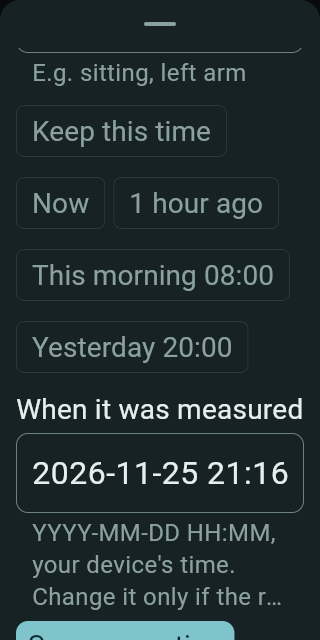 E.g. sitting, left arm
Keep this time
Now
1 hour ago
This morning 08:00
Yesterday 20:00
When it was measured
2026-11-25 21:16
YYYY-MM-DD HH:MM,
your device's time.
Change it only if the r…